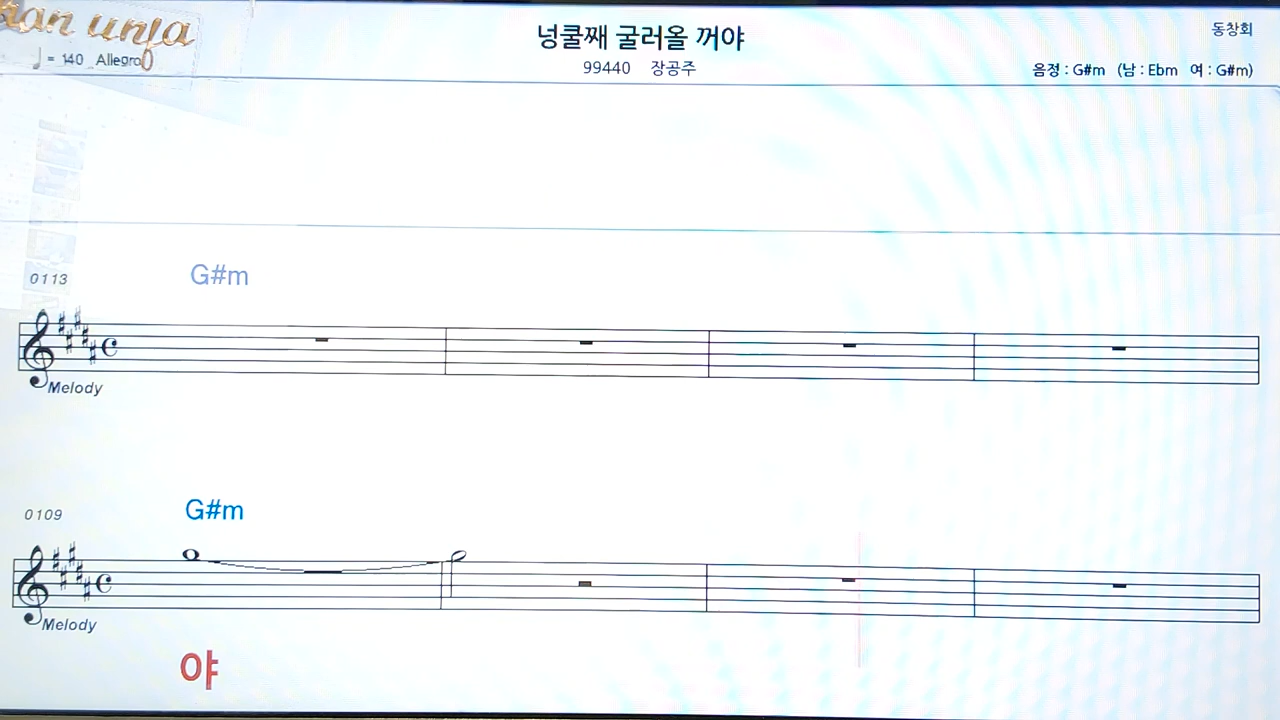 넝쿨째 굴러올 꺼야
동창회
♩ = 140 Allegro
99440 장공주
음정 : G#m (남 : Ebm 여 : G#m)
0113 G#m
Melody
0109 G#m
Melody
야